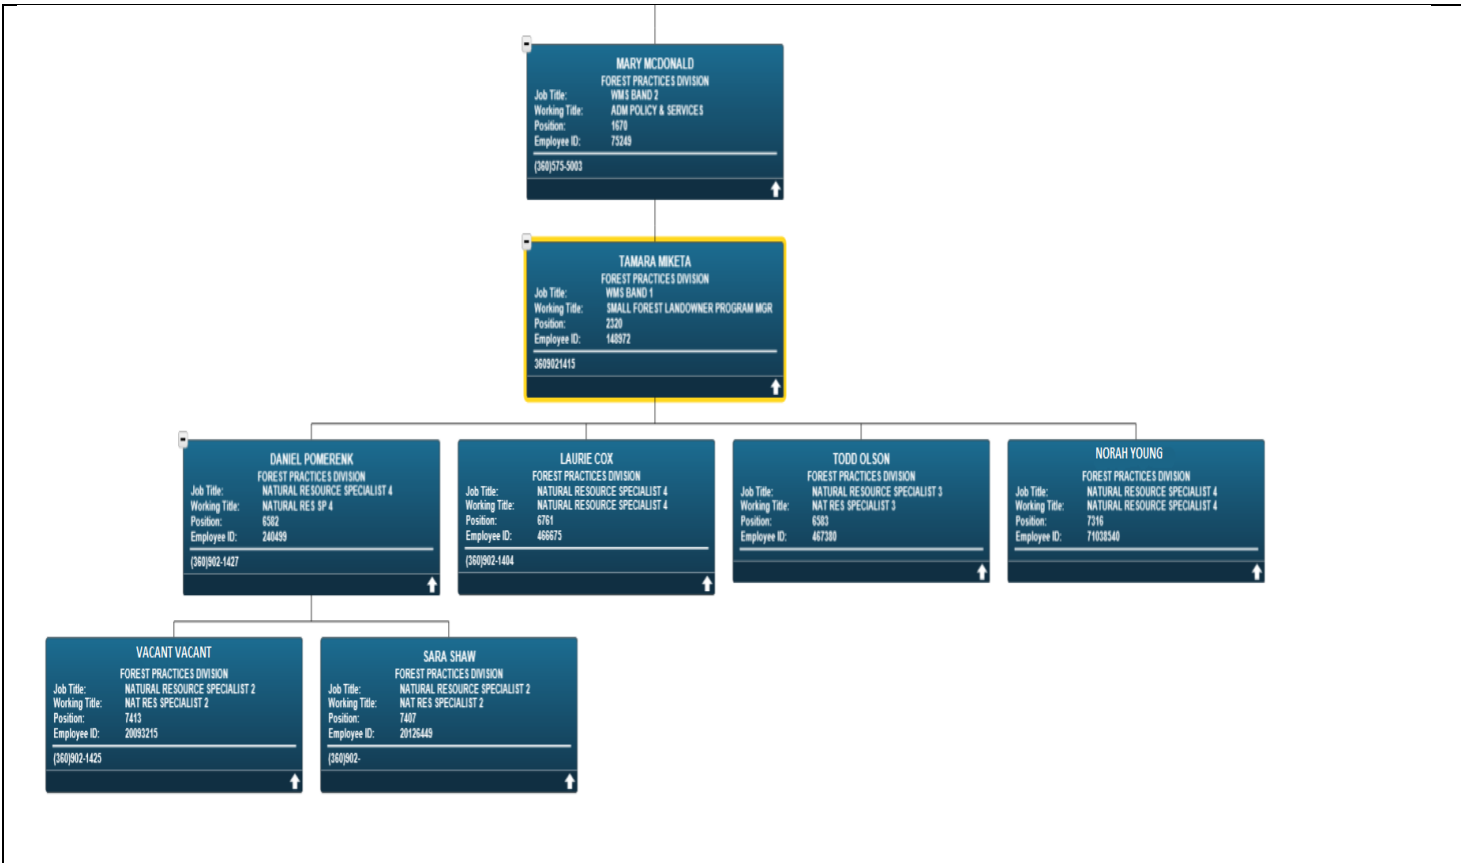 MARY MCDONALD
FOREST PRACTICES DIVISION
Job Title: WMS BAND 2
Working Title: ADM POLICY & SERVICES
Position: 1670
Employee ID: 75249
(360)575-5003
TAMARA MIKETA
FOREST PRACTICES DIVISION
Job Title: WMS BAND 1
Working Title: SMALL FOREST LANDOWNER PROGRAM MGR
Position: 2320
Employee ID: 148972
3609021415
DANIEL POMERENK
FOREST PRACTICES DIVISION
Job Title: NATURAL RESOURCE SPECIALIST 4
Working Title: NATURAL RES SP 4
Position: 6582
Employee ID: 240499
(360)902-1427
LAURIE COX
FOREST PRACTICES DIVISION
Job Title: NATURAL RESOURCE SPECIALIST 4
Working Title: NATURAL RESOURCE SPECIALIST 4
Position: 6761
Employee ID: 466675
(360)902-1404
TODD OLSON
FOREST PRACTICES DIVISION
Job Title: NATURAL RESOURCE SPECIALIST 3
Working Title: NAT RES SPECIALIST 3
Position: 6583
Employee ID: 467380
NORAH YOUNG
FOREST PRACTICES DIVISION
Job Title: NATURAL RESOURCE SPECIALIST 4
Working Title: NATURAL RESOURCE SPECIALIST 4
Position: 7316
Employee ID: 71038540
VACANT VACANT
FOREST PRACTICES DIVISION
Job Title: NATURAL RESOURCE SPECIALIST 2
Working Title: NAT RES SPECIALIST 2
Position: 7413
Employee ID: 20093215
(360)902-1425
SARA SHAW
FOREST PRACTICES DIVISION
Job Title: NATURAL RESOURCE SPECIALIST 2
Working Title: NAT RES SPECIALIST 2
Position: 7407
Employee ID: 20126449
(360)902-